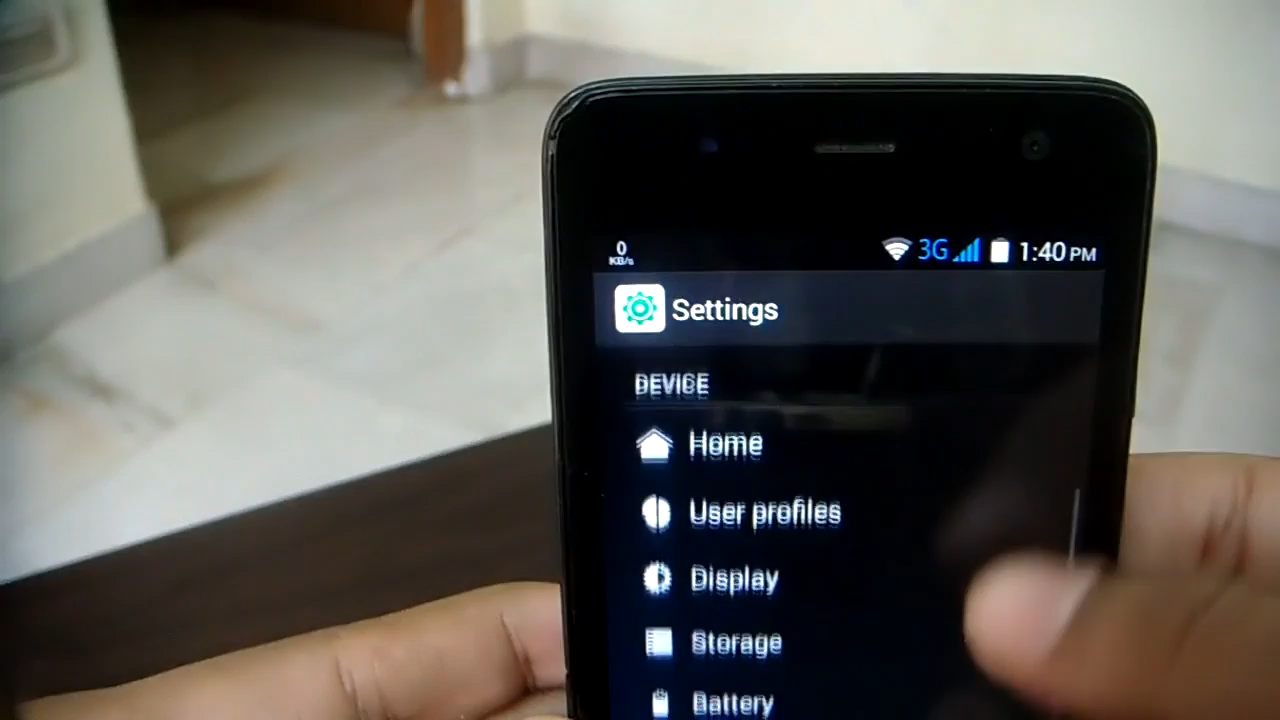 0
KB/s
3G 1:40 PM
Settings
DEVICE
Home
User profiles
Display
Storage
Battery